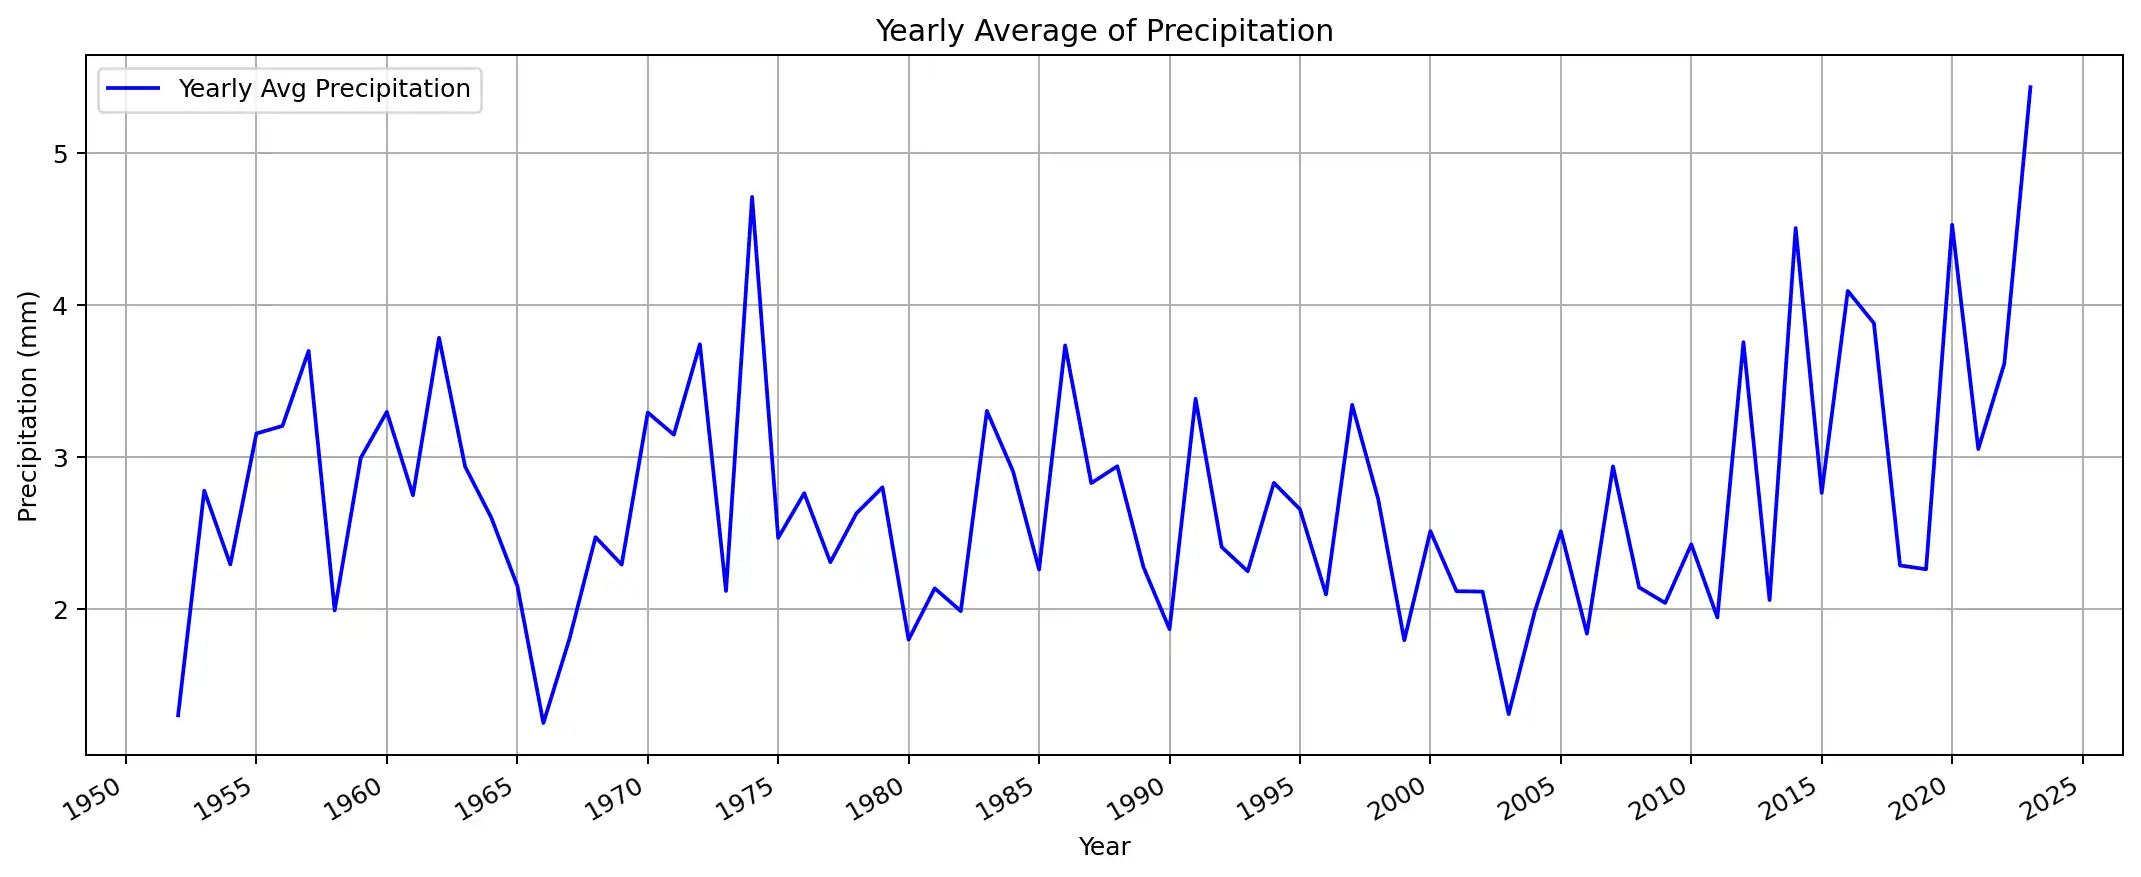 Yearly Average of Precipitation
Yearly Avg Precipitation
5
4
3
2
Precipitation (mm)
1950 1955 1960 1965 1970 1975 1980 1985 1990 1995 2000 2005 2010 2015 2020 2025
Year